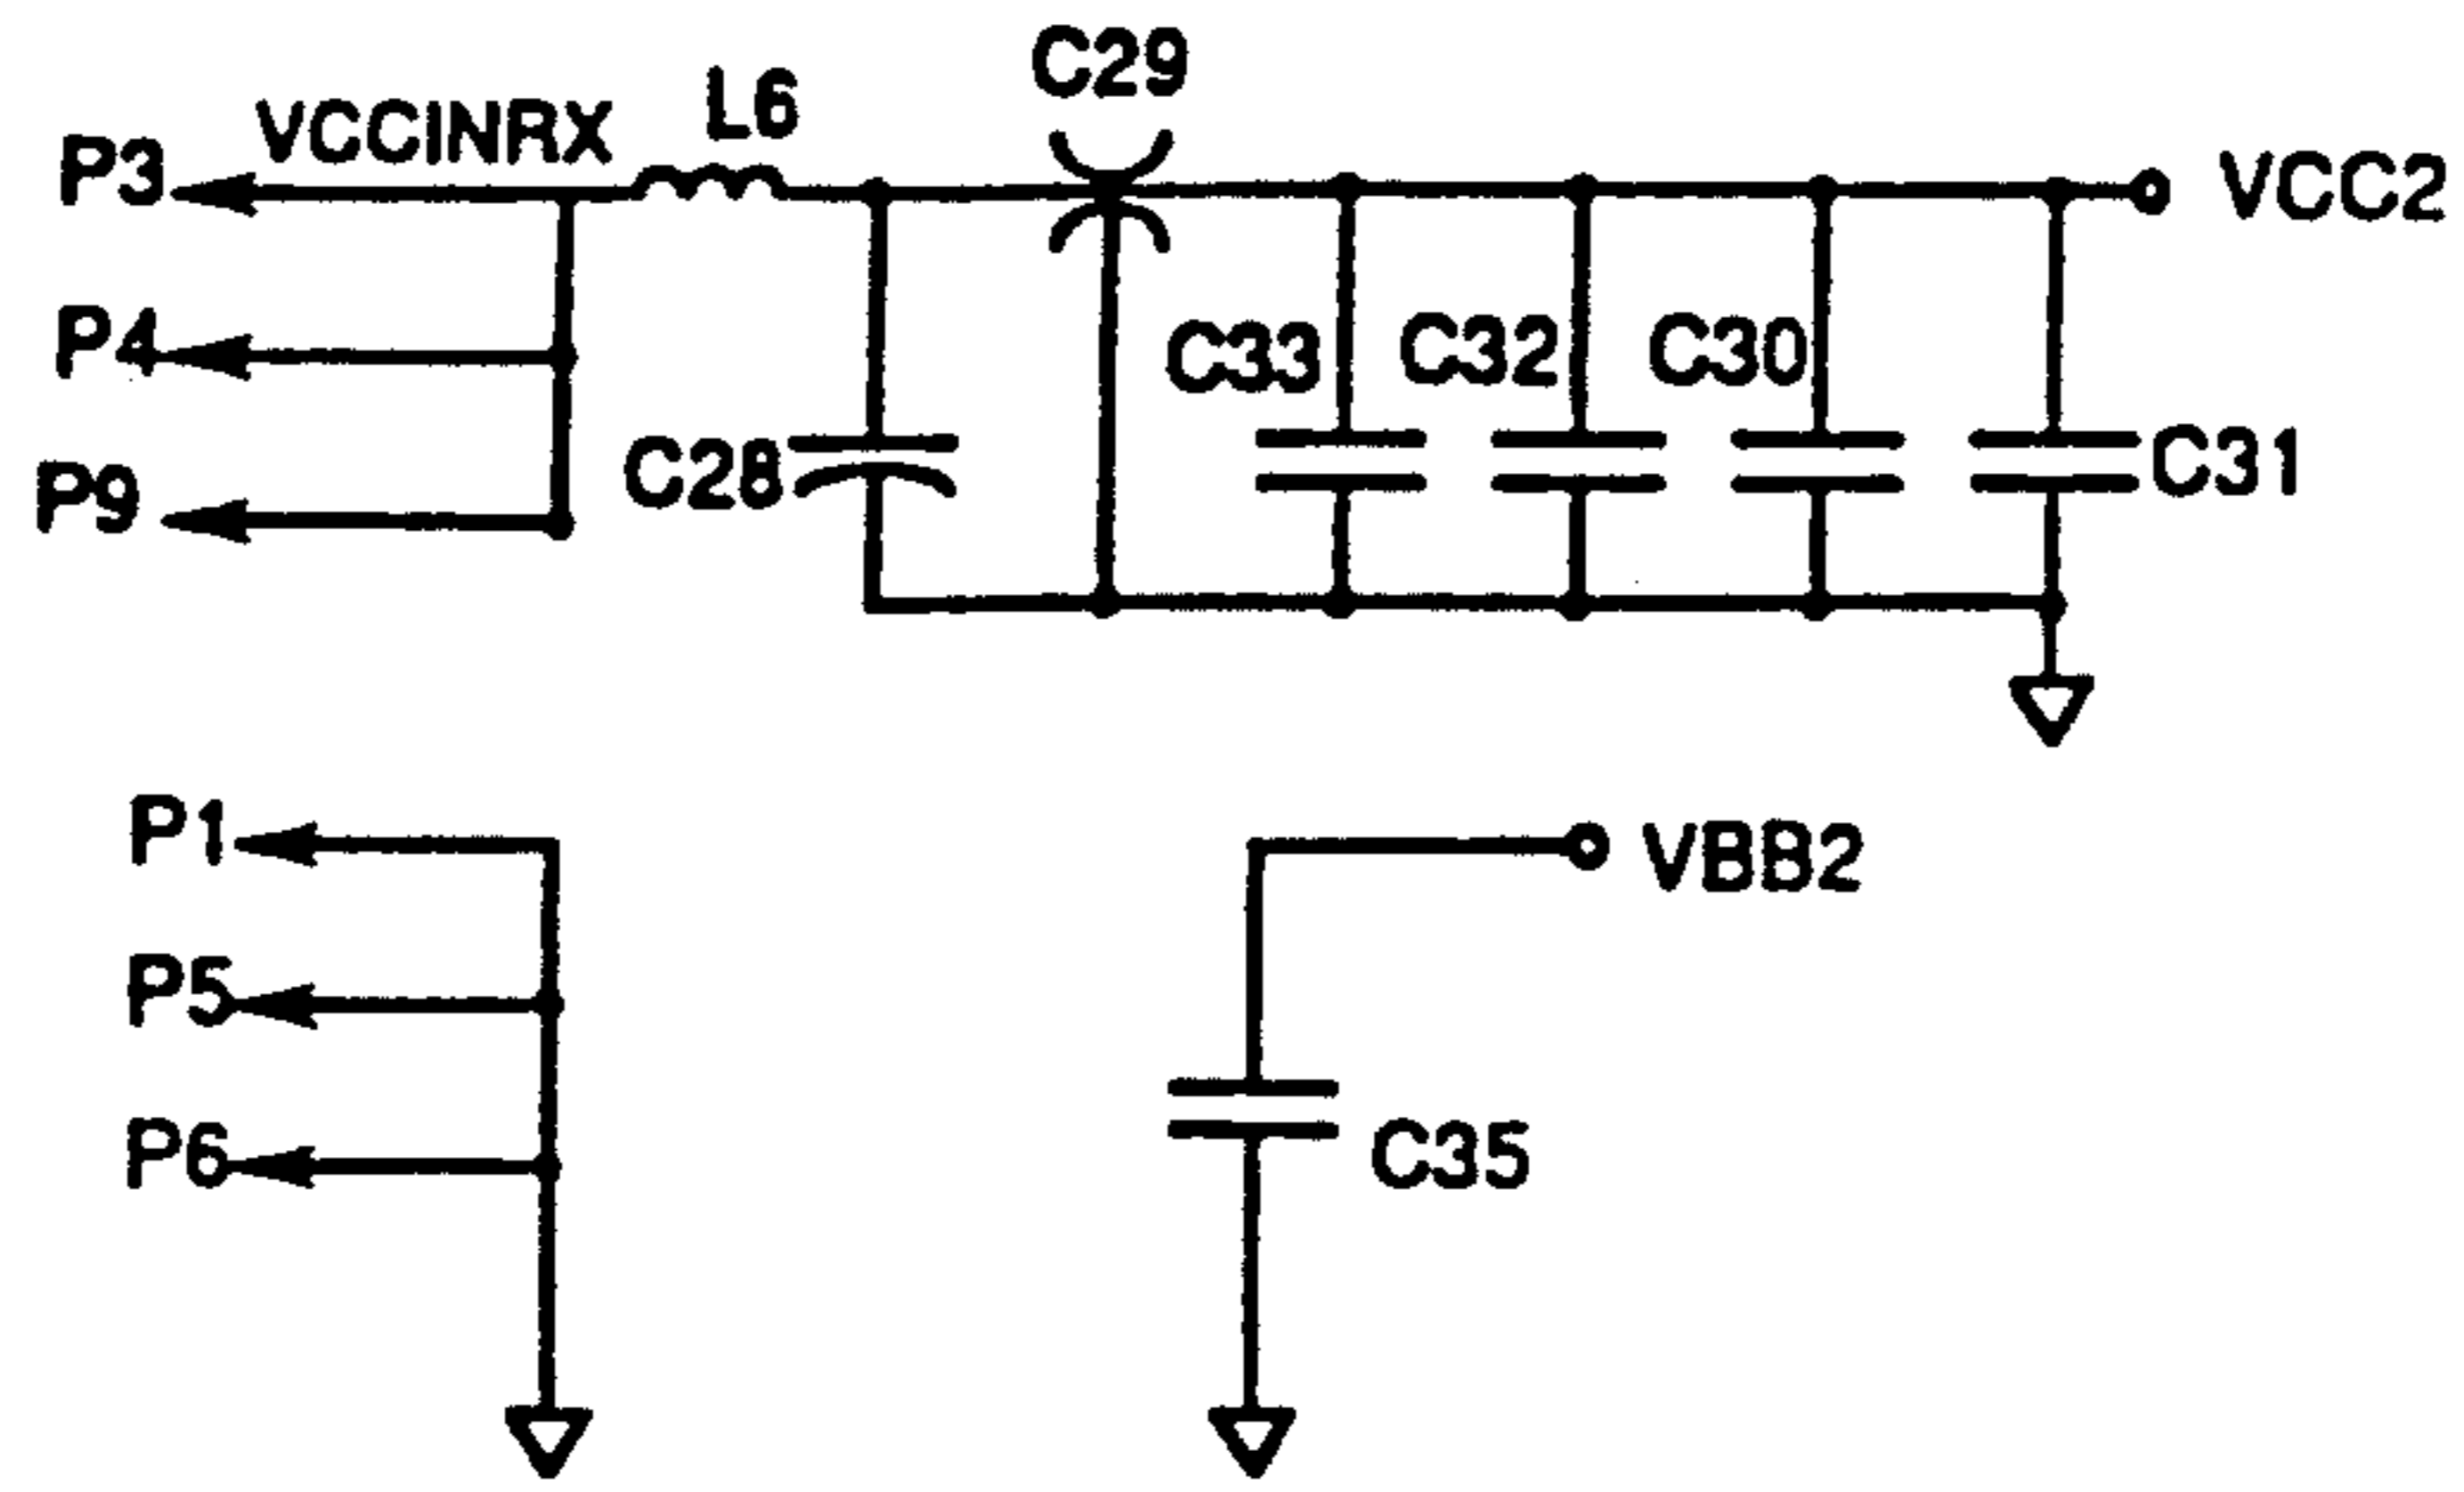 C29
L6
VCCINRX
P3
VCC2
P4
C33
C32
C30
C28
C31
P9
P1
VBB2
P5
P6
C35